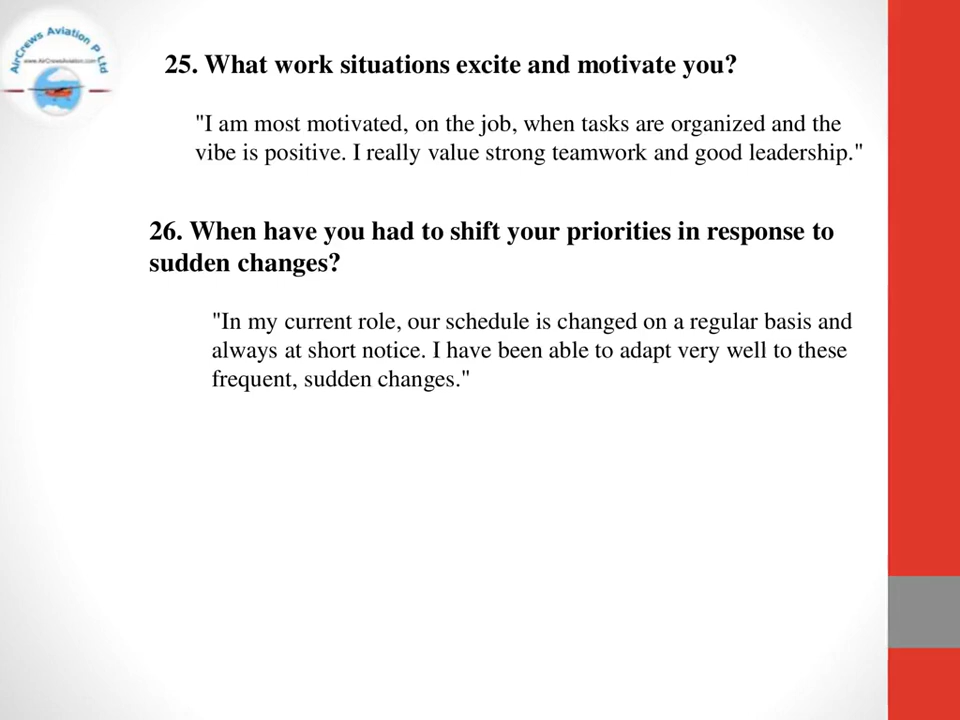 AirCrews Aviation P Ltd
www.AirCrewsAviation.com
25. What work situations excite and motivate you?
"I am most motivated, on the job, when tasks are organized and the
vibe is positive. I really value strong teamwork and good leadership."
26. When have you had to shift your priorities in response to
sudden changes?
"In my current role, our schedule is changed on a regular basis and
always at short notice. I have been able to adapt very well to these
frequent, sudden changes."